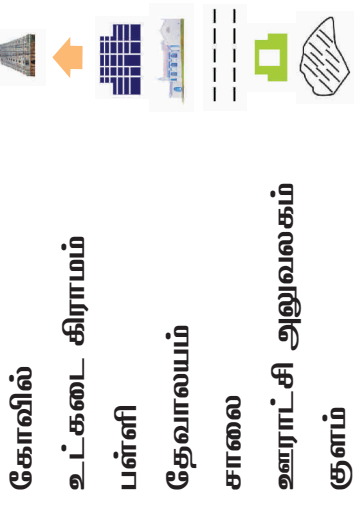 கோவில்
உட்கடை கிராமம்
பள்ளி
தேவாலயம்
சாலை
ஊராட்சி அலுவலகம்
குளம்